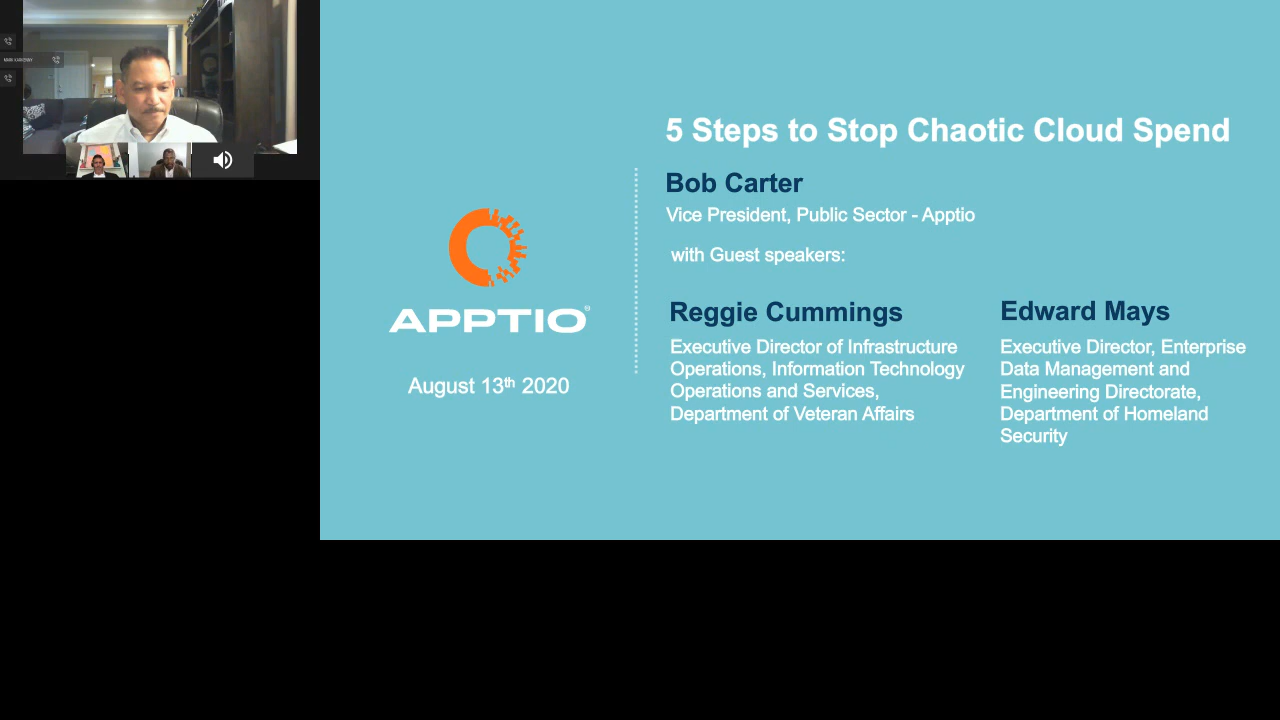 5 Steps to Stop Chaotic Cloud Spend
Bob Carter
Vice President, Public Sector - Apptio
with Guest speakers:
APPTIO®
August 13th 2020
Reggie Cummings
Executive Director of Infrastructure
Operations, Information Technology
Operations and Services,
Department of Veteran Affairs
Edward Mays
Executive Director, Enterprise
Data Management and
Engineering Directorate,
Department of Homeland
Security